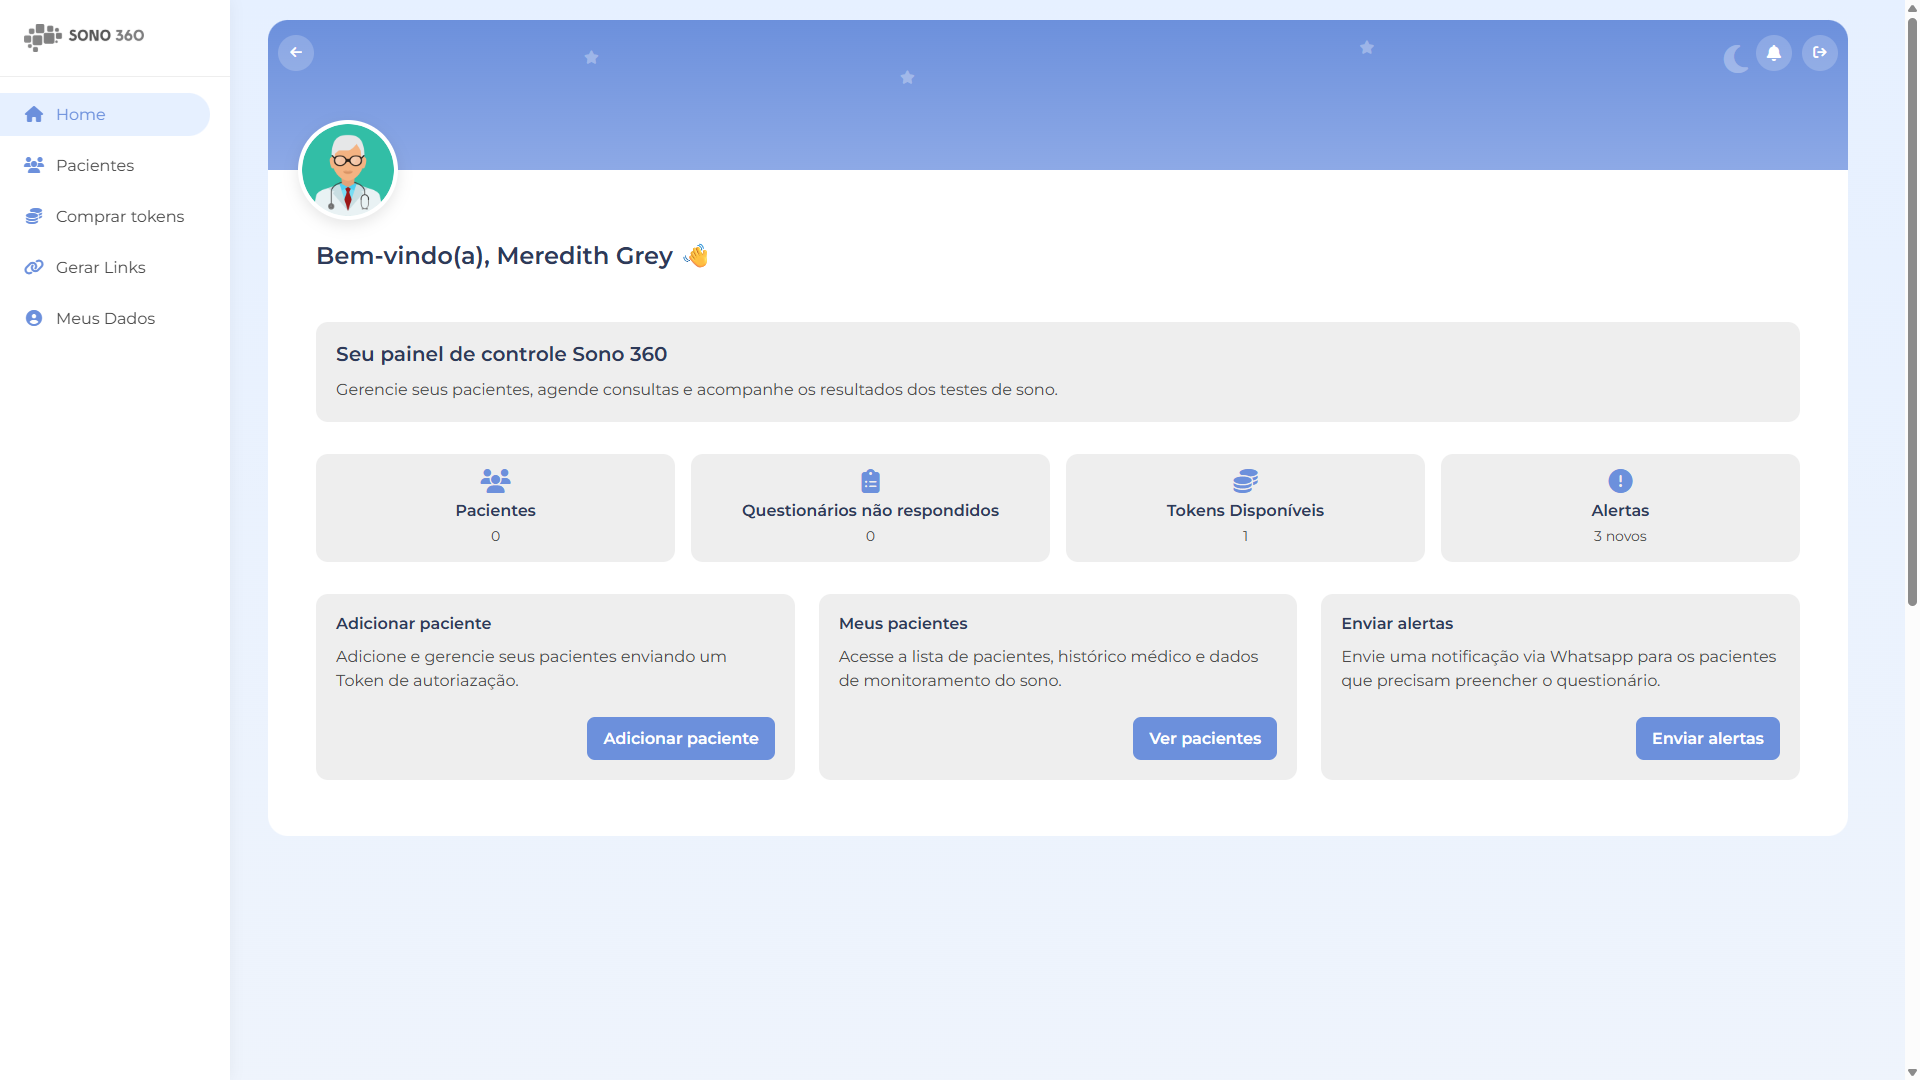 SONO 360
Home
Pacientes
Comprar tokens
Gerar Links
Meus Dados
Bem-vindo(a), Meredith Grey 👋
Seu painel de controle Sono 360
Gerencie seus pacientes, agende consultas e acompanhe os resultados dos testes de sono.
Pacientes
0
Questionários não respondidos
0
Tokens Disponíveis
1
Alertas
3 novos
Adicionar paciente
Adicione e gerencie seus pacientes enviando um
Token de autoriazação.
Adicionar paciente
Meus pacientes
Acesse a lista de pacientes, histórico médico e dados
de monitoramento do sono.
Ver pacientes
Enviar alertas
Envie uma notificação via Whatsapp para os pacientes
que precisam preencher o questionário.
Enviar alertas